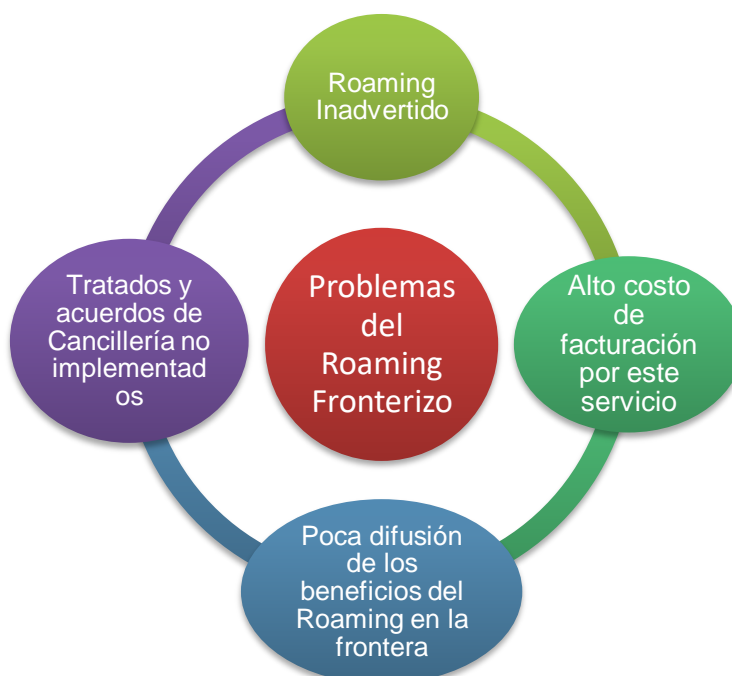 Roaming
Inadvertido
Problemas
del
Roaming
Fronterizo
Alto costo
de
facturación
por este
servicio
Poca difusión
de los
beneficios del
Roaming en la
frontera
Tratados y
acuerdos de
Cancillería no
implementad
os